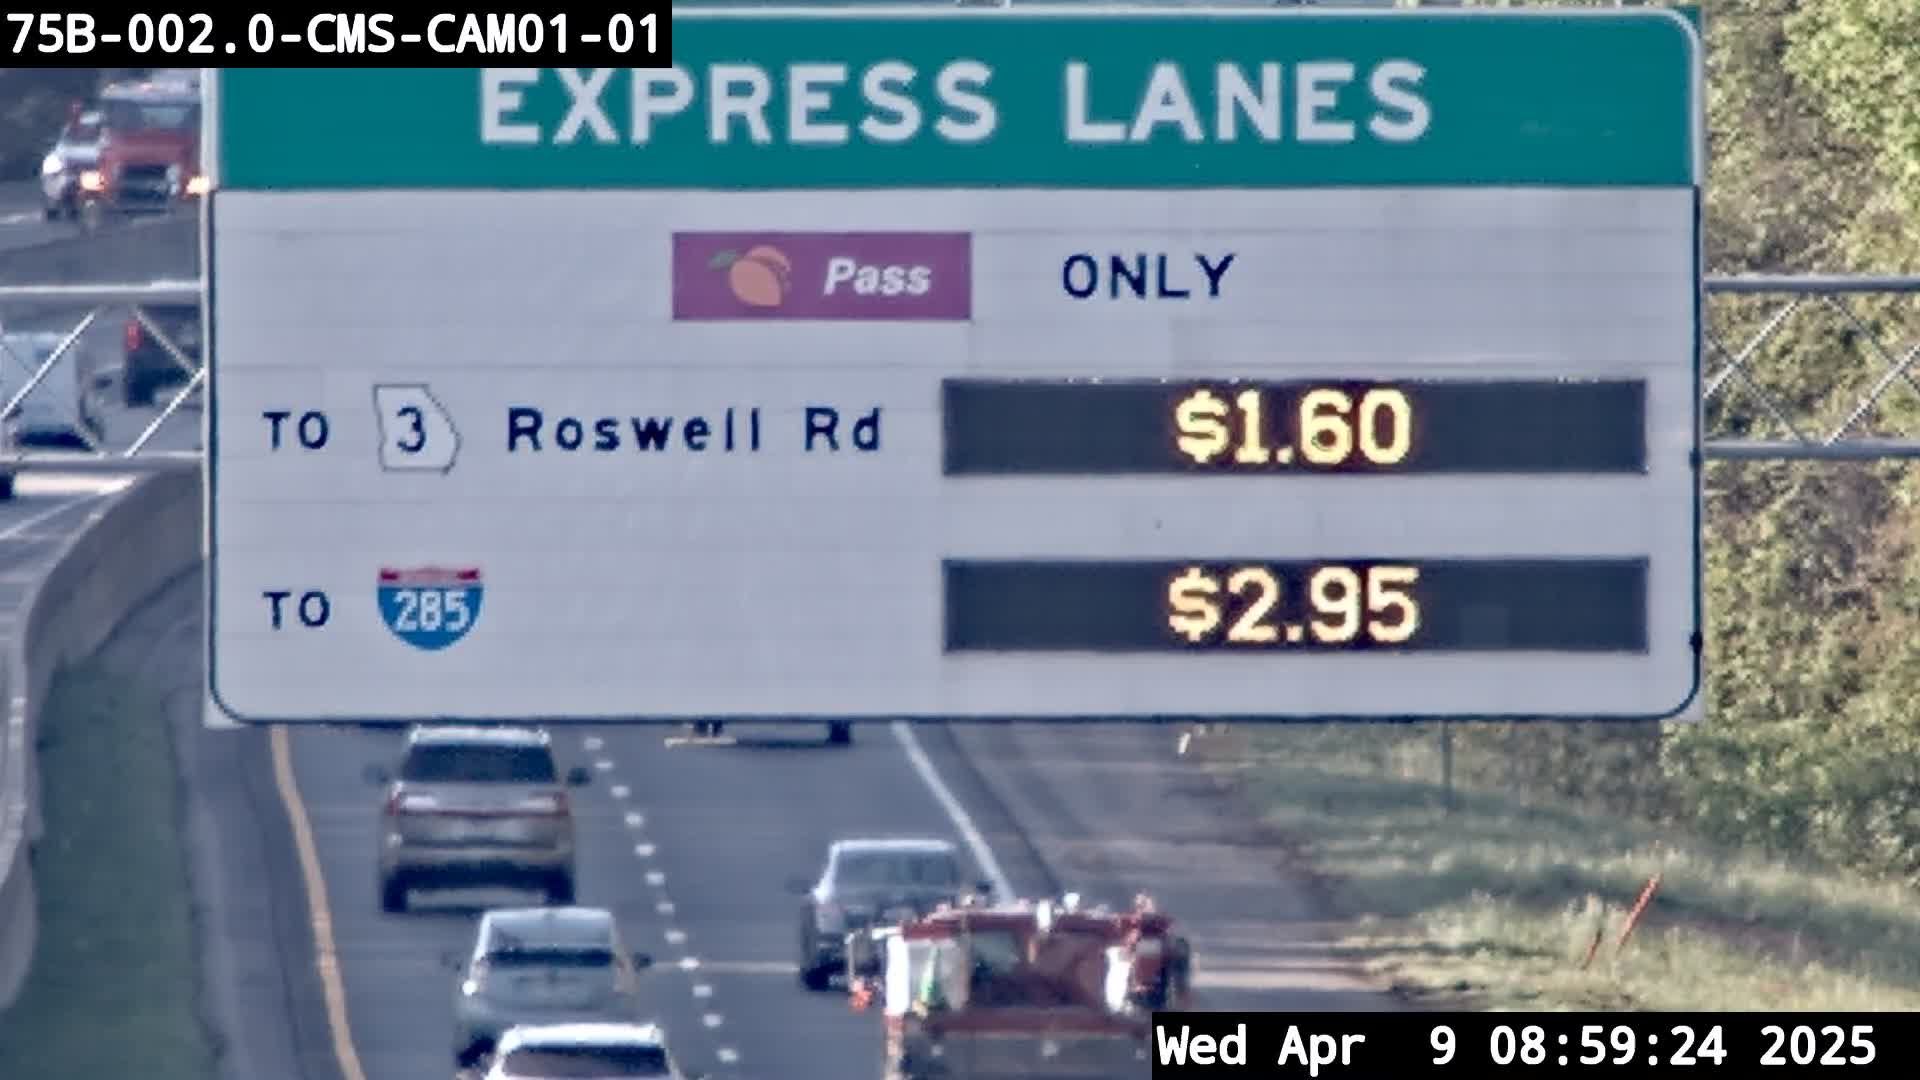 75B-002.0-CMS-CAM01-01
EXPRESS LANES
Pass ONLY
TO 3 Roswell Rd $1.60
TO 285 $2.95
Wed Apr 9 08:59:24 2025